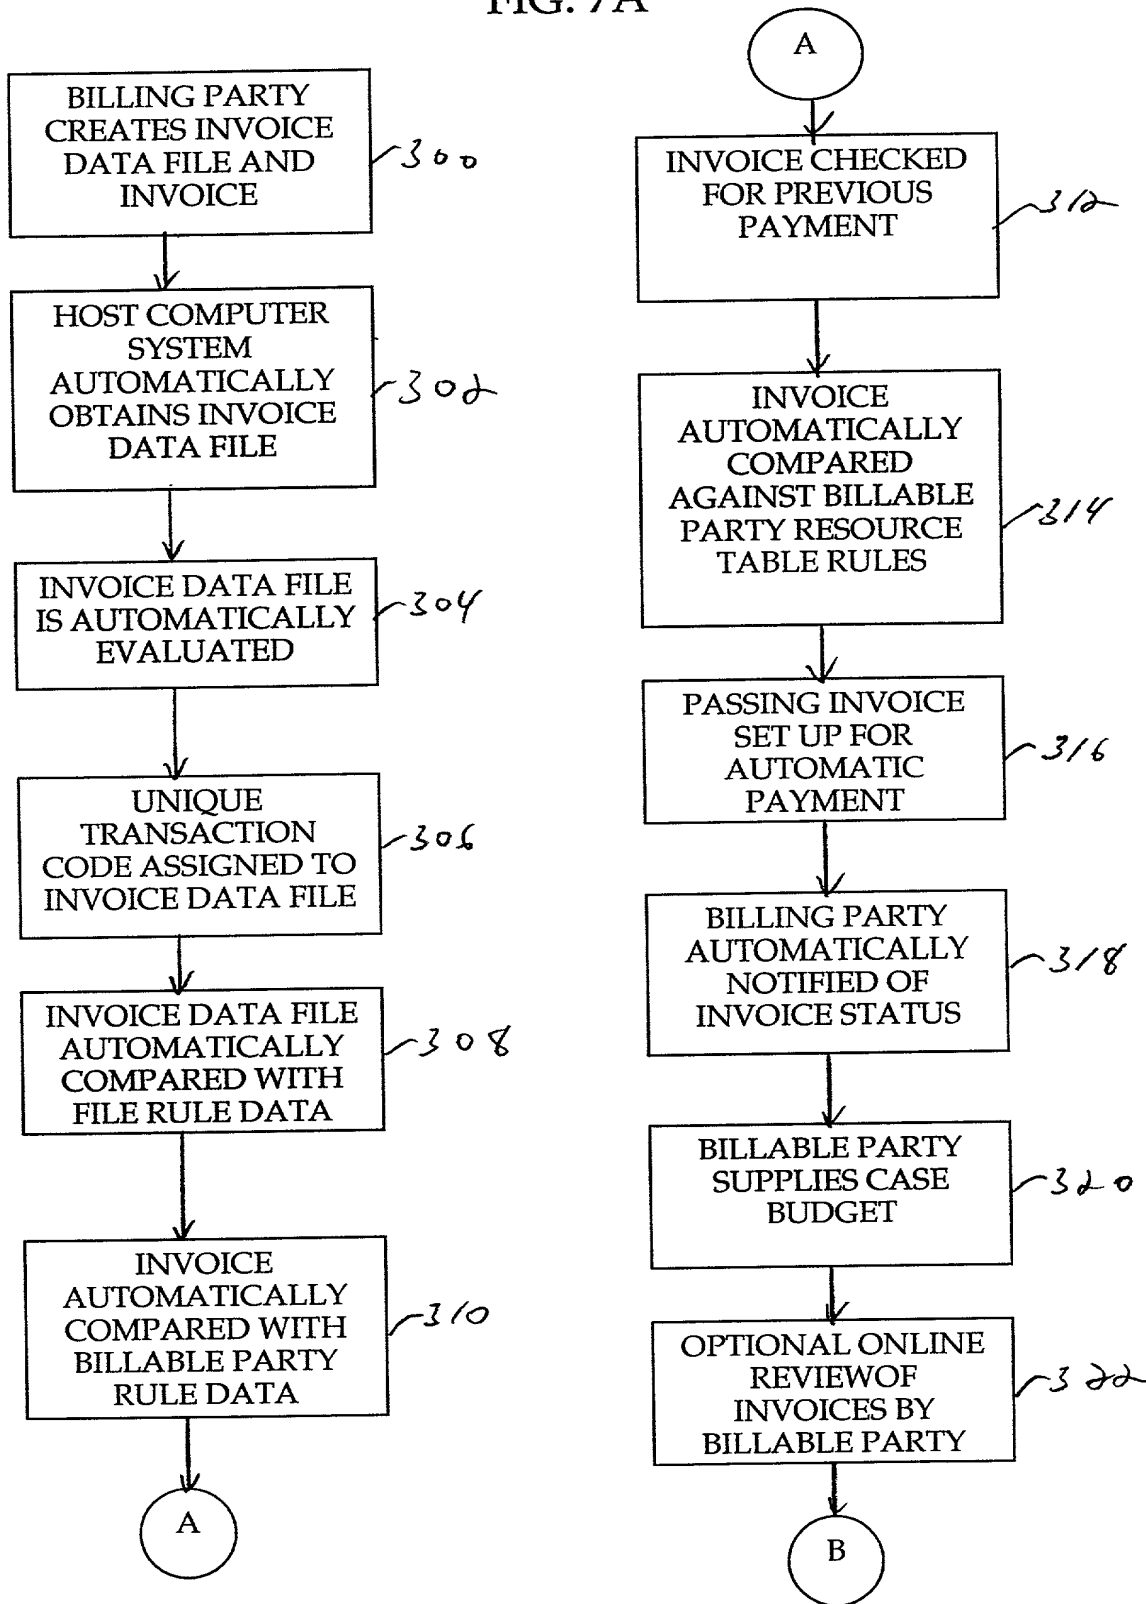 FIG. 7A
BILLING PARTY
CREATES INVOICE
DATA FILE AND
INVOICE
300
HOST COMPUTER
SYSTEM
AUTOMATICALLY
OBTAINS INVOICE
DATA FILE
302
INVOICE DATA FILE
IS AUTOMATICALLY
EVALUATED
304
UNIQUE
TRANSACTION
CODE ASSIGNED TO
INVOICE DATA FILE
306
INVOICE DATA FILE
AUTOMATICALLY
COMPARED WITH
FILE RULE DATA
308
INVOICE
AUTOMATICALLY
COMPARED WITH
BILLABLE PARTY
RULE DATA
310
A
A
INVOICE CHECKED
FOR PREVIOUS
PAYMENT
312
INVOICE
AUTOMATICALLY
COMPARED
AGAINST BILLABLE
PARTY RESOURCE
TABLE RULES
314
PASSING INVOICE
SET UP FOR
AUTOMATIC
PAYMENT
316
BILLING PARTY
AUTOMATICALLY
NOTIFIED OF
INVOICE STATUS
318
BILLABLE PARTY
SUPPLIES CASE
BUDGET
320
OPTIONAL ONLINE
REVIEWOF
INVOICES BY
BILLABLE PARTY
322
B